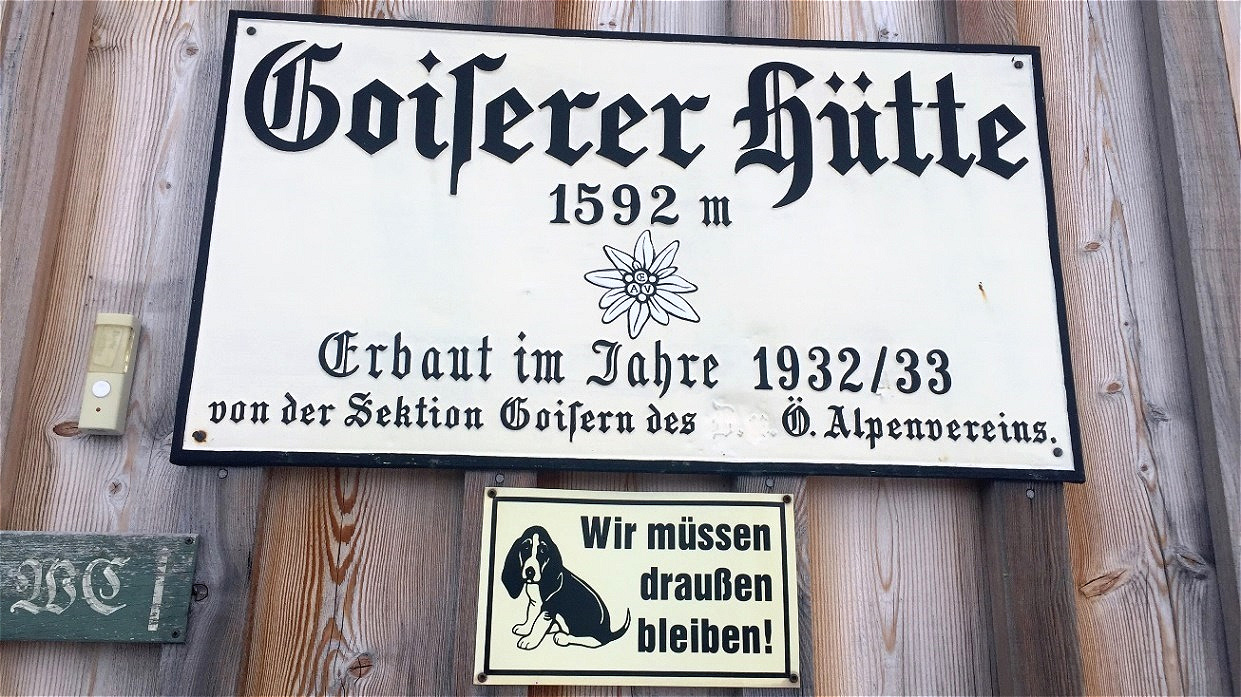 Goiſerer Hütte
1592 m
Œ
A V
Erbaut im Jahre 1932/33
von der Sektion Goiſern des Ö. Alpenvereins.
Wir müssen
draußen
bleiben!
WC